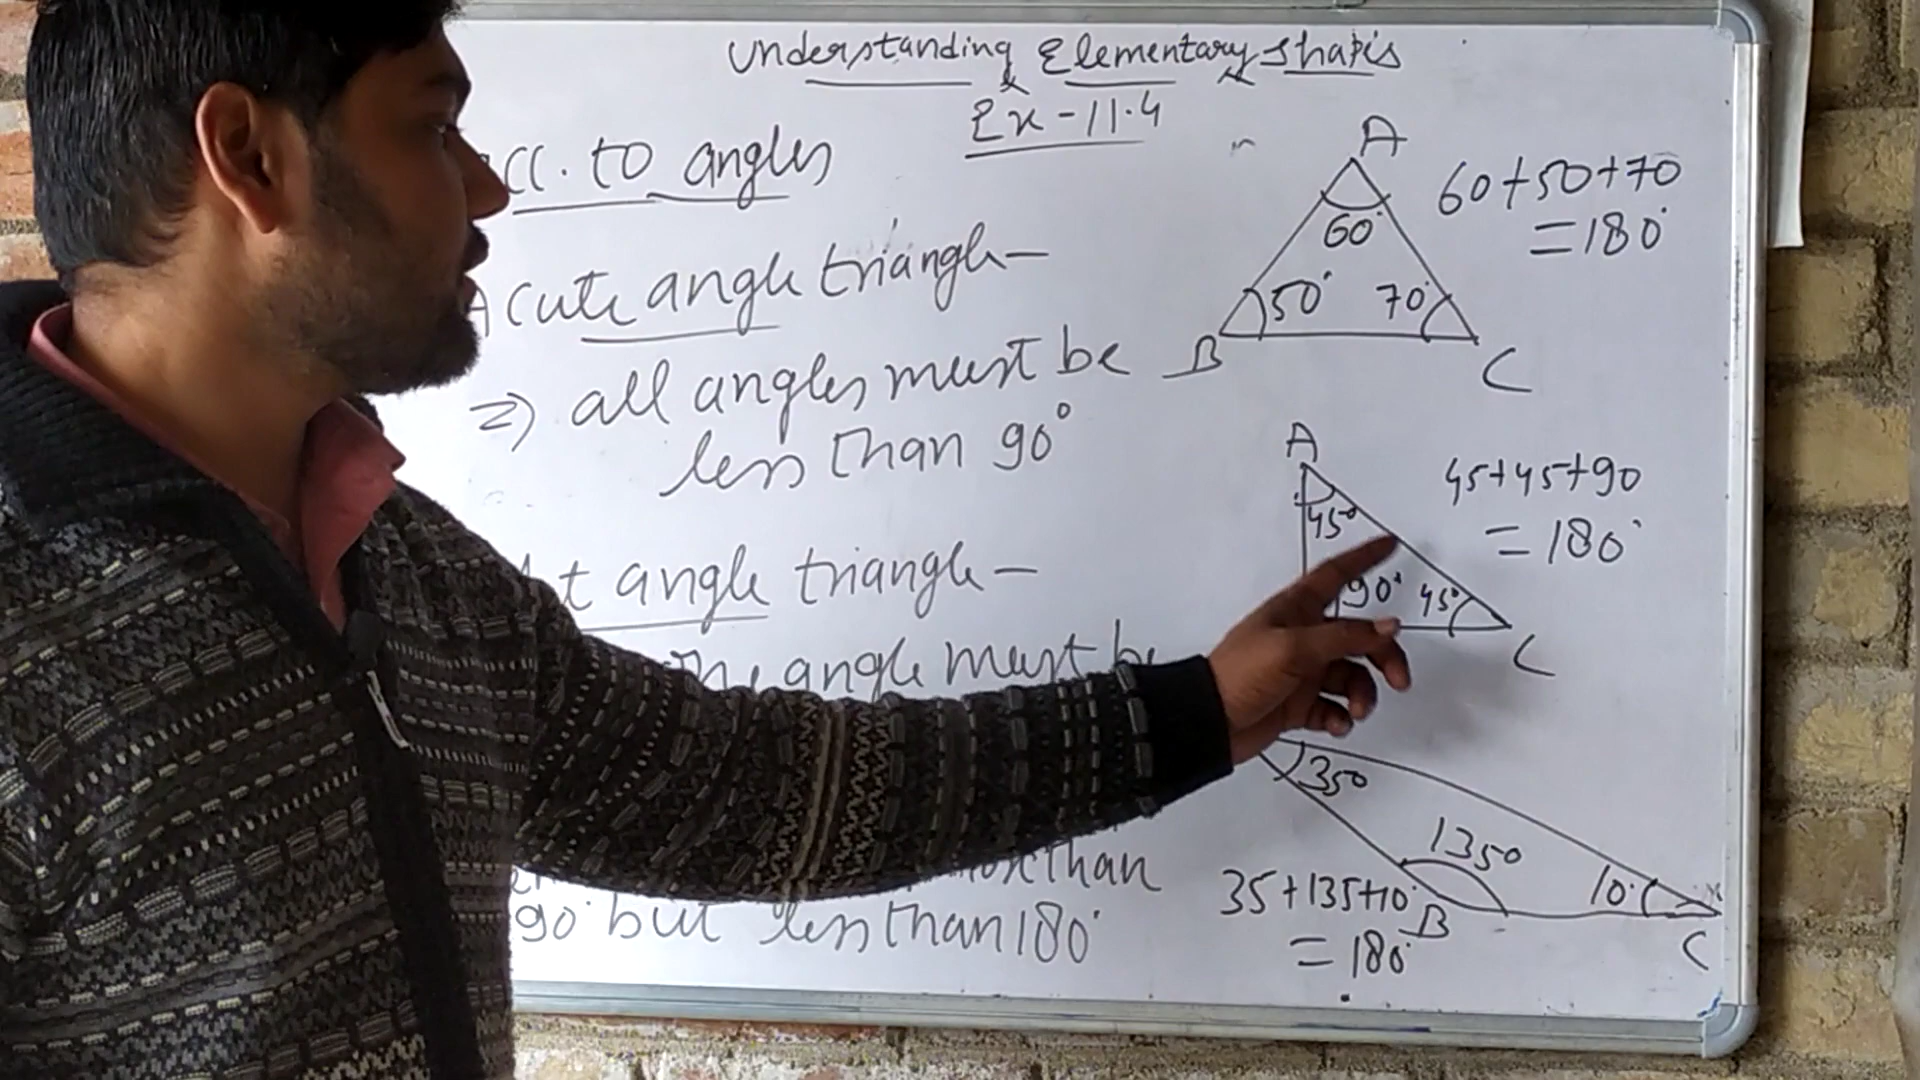 Understanding Elementary Shapes
Ex-11.4
acc. to angles
Acute angle triangle-
⇒ all angles must be
less than 90°
angle triangle-
angle must be
more than
90° but less than 180°
A
60°
50° 70°
B C
60+50+70
=180°
A
45°
90° 45°
C
45+45+90
=180°
35°
135°
10°
B
C
35+135+10
=180°